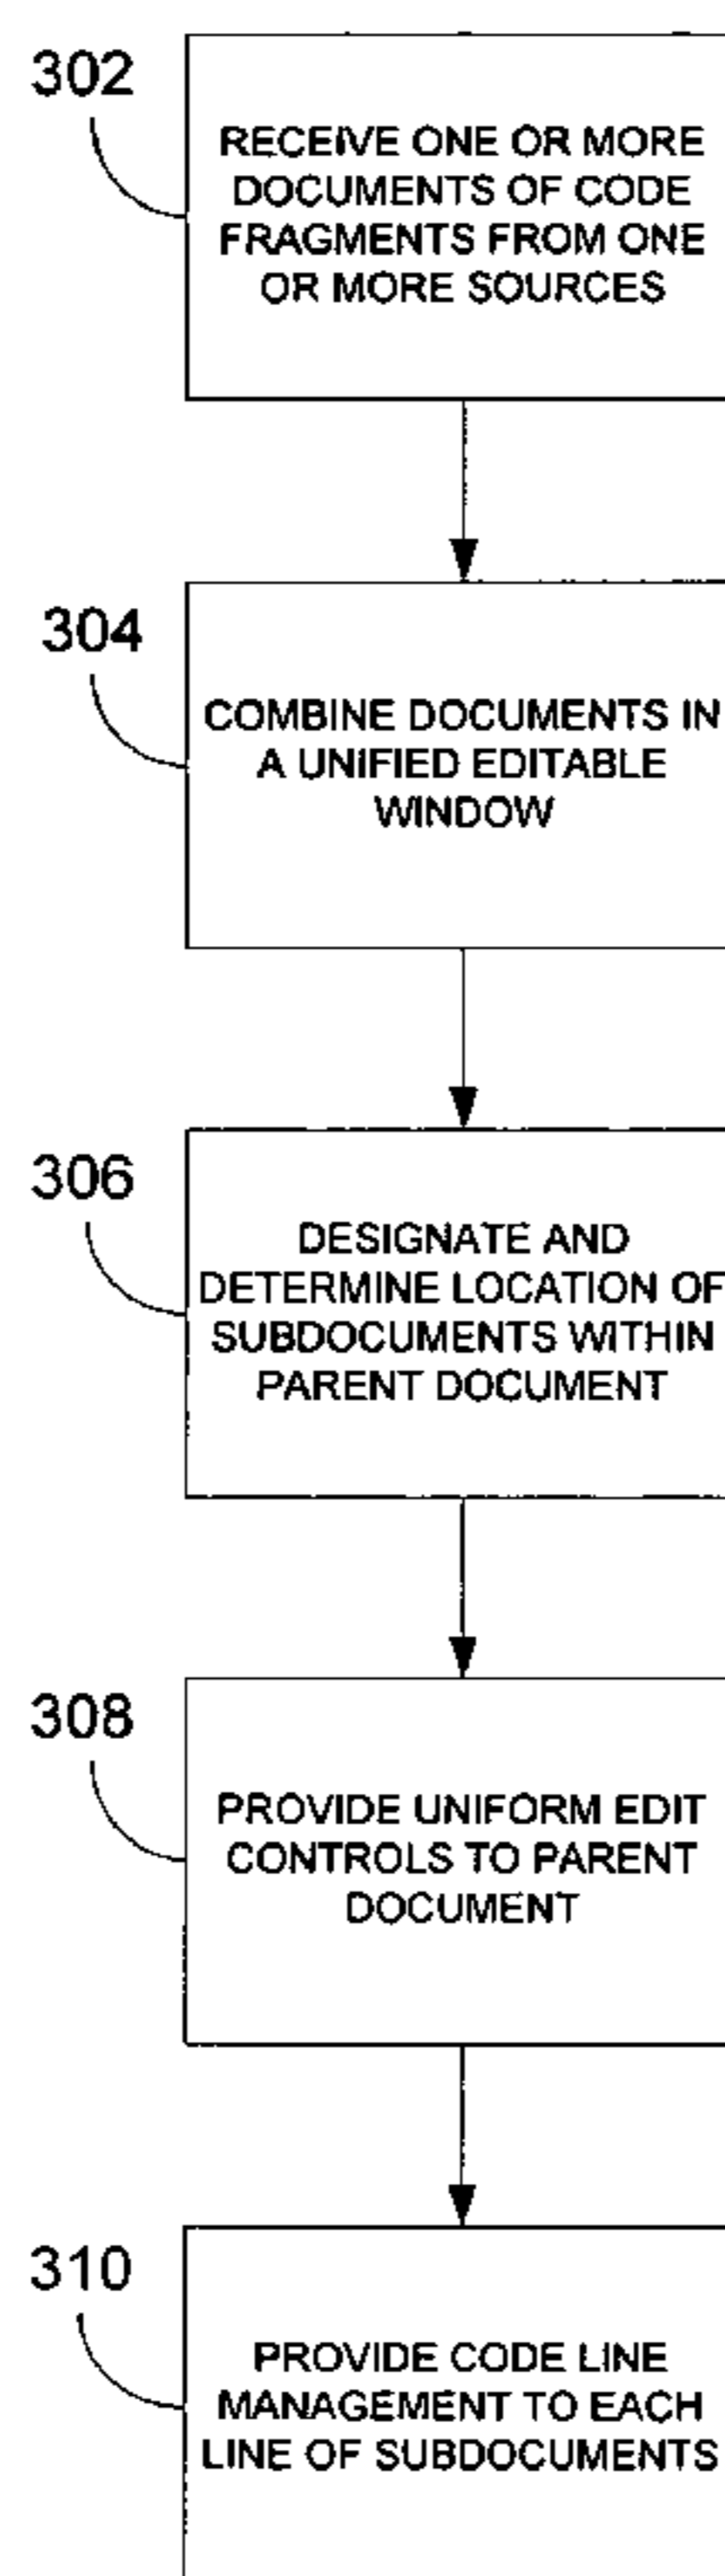 302
RECEIVE ONE OR MORE
DOCUMENTS OF CODE
FRAGMENTS FROM ONE
OR MORE SOURCES
304
COMBINE DOCUMENTS IN
A UNIFIED EDITABLE
WINDOW
306
DESIGNATE AND
DETERMINE LOCATION OF
SUBDOCUMENTS WITHIN
PARENT DOCUMENT
308
PROVIDE UNIFORM EDIT
CONTROLS TO PARENT
DOCUMENT
310
PROVIDE CODE LINE
MANAGEMENT TO EACH
LINE OF SUBDOCUMENTS